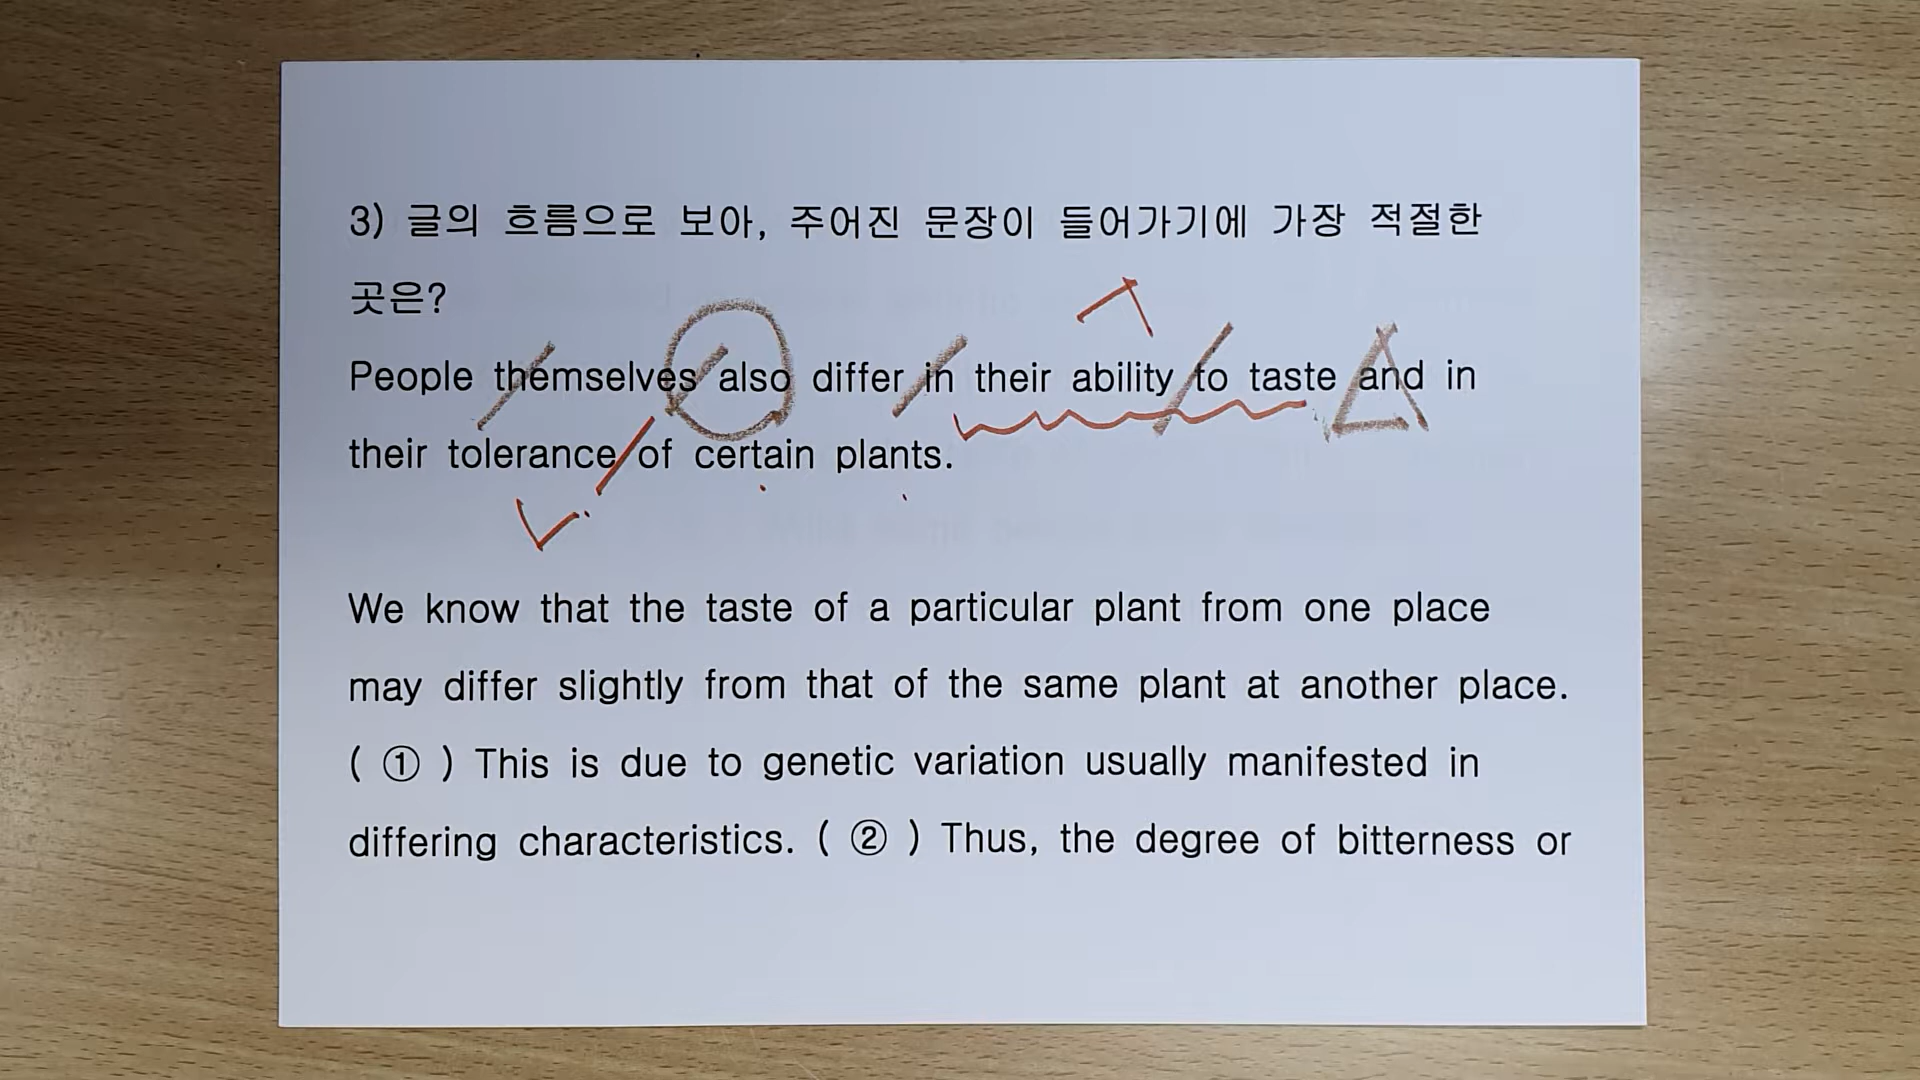 3) 글의 흐름으로 보아, 주어진 문장이 들어가기에 가장 적절한
곳은?
People themselves also differ in their ability to taste and in
their tolerance of certain plants.
We know that the taste of a particular plant from one place
may differ slightly from that of the same plant at another place.
( ① ) This is due to genetic variation usually manifested in
differing characteristics. ( ② ) Thus, the degree of bitterness or